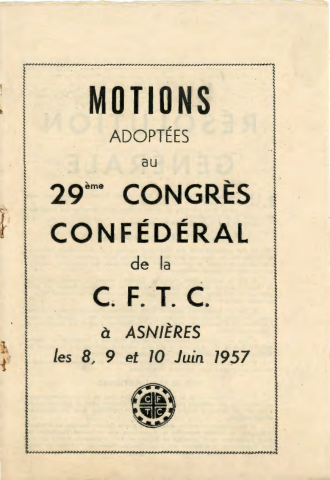 MOTIONS
ADOPTÉES
au
29ème CONGRÈS
CONFÉDÉRAL
de la
C. F. T. C.
à ASNIÈRES
les 8, 9 et 10 Juin 1957
C F
T C